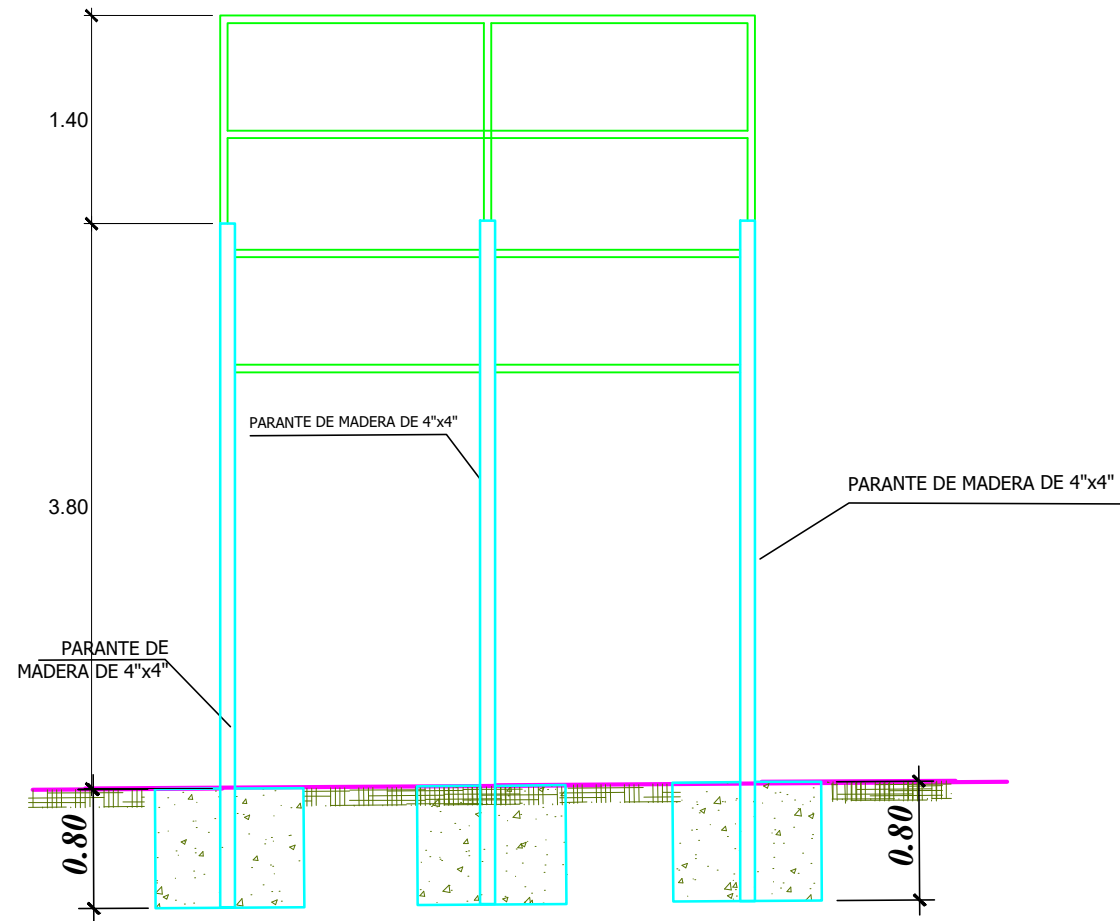 1.40
PARANTE DE MADERA DE 4"x4"
PARANTE DE MADERA DE 4"x4"
3.80
PARANTE DE
MADERA DE 4"x4"
0.80
0.80